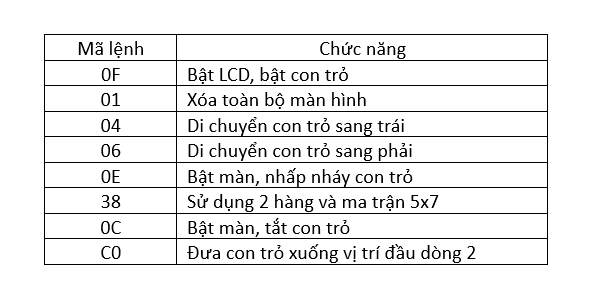 Mã lệnh Chức năng
0F Bật LCD, bật con trỏ
01 Xóa toàn bộ màn hình
04 Di chuyển con trỏ sang trái
06 Di chuyển con trỏ sang phải
0E Bật màn, nhấp nháy con trỏ
38 Sử dụng 2 hàng và ma trận 5x7
0C Bật màn, tắt con trỏ
C0 Đưa con trỏ xuống vị trí đầu dòng 2